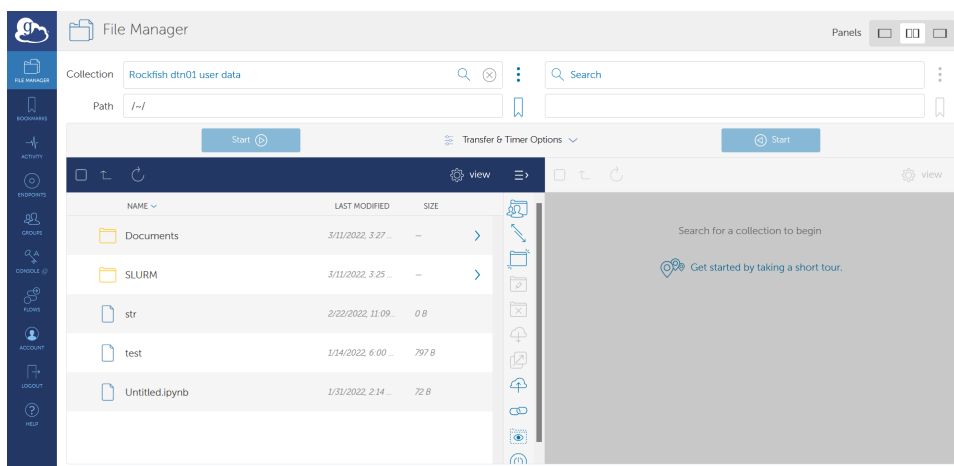 g
File Manager
Panels
FILE MANAGER
BOOKMARKS
ACTIVITY
ENDPOINTS
GROUPS
CONSOLE
FLOWS
ACCOUNT
LOGOUT
HELP
Collection Rockfish dtn01 user data
Search
Path /~/
Start
Transfer & Timer Options
Start
view
view
NAME LAST MODIFIED SIZE
Documents 3/11/2022, 3:27 ... —
SLURM 3/11/2022, 3:25 ... —
str 2/22/2022, 11:09... 0 B
test 1/14/2022, 6:00 ... 797 B
Untitled.ipynb 1/31/2022, 2:14 ... 72 B
Search for a collection to begin
Get started by taking a short tour.